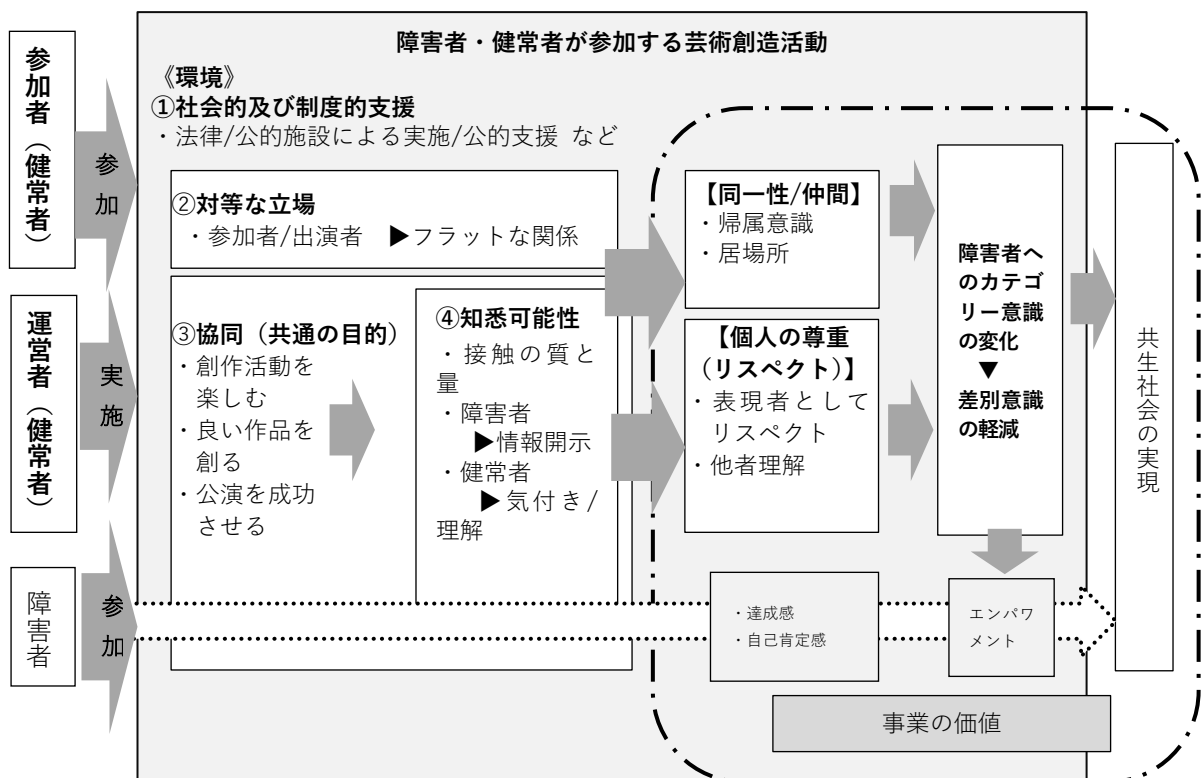 障害者・健常者が参加する芸術創造活動
参加者（健常者）
参加
運営者（健常者）
実施
障害者
参加
《環境》
①社会的及び制度的支援
・法律/公的施設による実施/公的支援 など
②対等な立場
・参加者/出演者 ▶フラットな関係
③協同（共通の目的）
・創作活動を
楽しむ
・良い作品を
創る
・公演を成功
させる
④知悉可能性
・接触の質と
量
・障害者
▶情報開示
・健常者
▶気付き/
理解
【同一性/仲間】
・帰属意識
・居場所
【個人の尊重
（リスペクト）】
・表現者として
リスペクト
・他者理解
障害者へ
のカテゴ
リー意識
の変化
▼
差別意識
の軽減
・達成感
・自己肯定感
エンパワ
メント
共生社会の実現
事業の価値